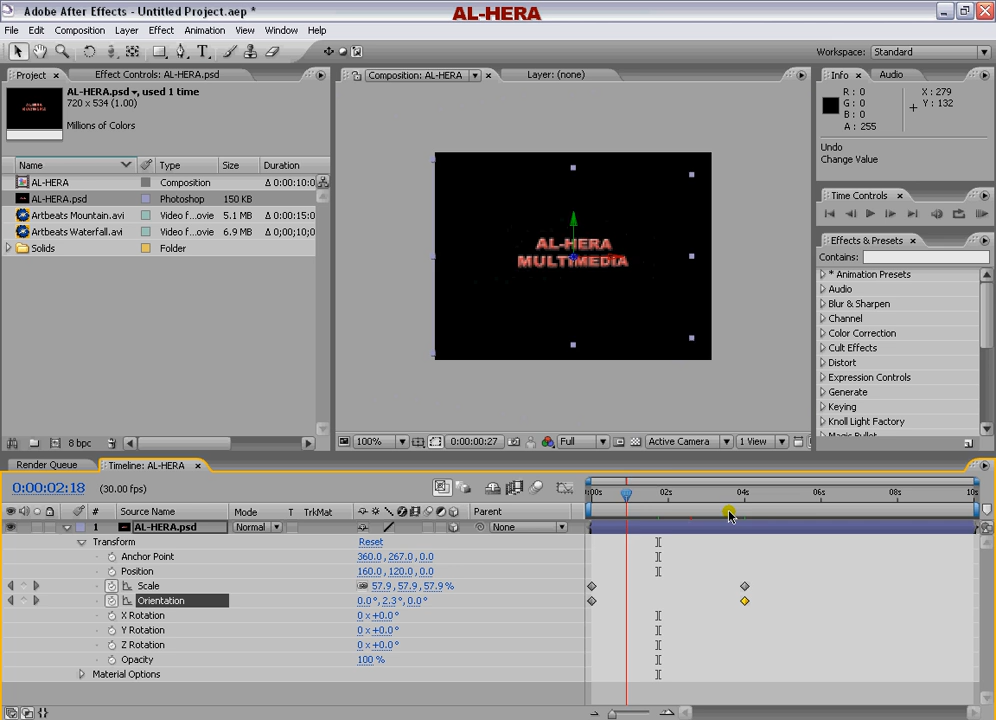 Adobe After Effects - Untitled Project.aep *
AL-HERA
File Edit Composition Layer Effect Animation View Window Help
Workspace: Standard
Project Effect Controls: AL-HERA.psd
AL-HERA.psd, used 1 time
720 x 534 (1.00)
Millions of Colors
Name Type Size Duration
AL-HERA Composition Δ 0:00:10:0
AL-HERA.psd Photoshop 150 KB
Artbeats Mountain.avi Video f...ovie 5.1 MB Δ 0:00:15:0
Artbeats Waterfall.avi Video f...ovie 6.9 MB Δ 0;00;10;0
Solids Folder
8 bpc
Composition: AL-HERA Layer: (none)
AL-HERA
MULTIMEDIA
100% 0:00:00:27 Full Active Camera 1 View
Info Audio
R: 0 X: 279
G: 0 Y: 132
B: 0
A: 255
Undo
Change Value
Time Controls
Effects & Presets
Contains:
* Animation Presets
Audio
Blur & Sharpen
Channel
Color Correction
Cult Effects
Distort
Expression Controls
Generate
Keying
Knoll Light Factory
Render Queue Timeline: AL-HERA
0:00:02:18 (30.00 fps)
:00s 02s 04s 06s 08s 10s
# Source Name Mode T TrkMat Parent
1 AL-HERA.psd Normal None
Transform Reset
Anchor Point 360.0, 267.0, 0.0
Position 160.0, 120.0, 0.0
Scale 57.9, 57.9, 57.9 %
Orientation 0.0°, 2.3°, 0.0°
X Rotation 0 x +0.0°
Y Rotation 0 x +0.0°
Z Rotation 0 x +0.0°
Opacity 100 %
Material Options